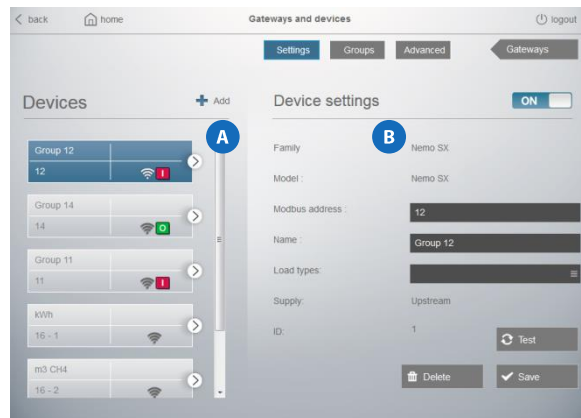 back
home
Gateways and devices
logout
Settings
Groups
Advanced
Gateways
Devices
Add
Device settings
ON
A
B
Group 12
12
I
Group 14
14
O
Group 11
11
I
kWh
16 - 1
m3 CH4
16 - 2
Family
Nemo SX
Model :
Nemo SX
Modbus address :
12
Name :
Group 12
Load types:
Supply:
Upstream
ID:
1
Test
Delete
Save